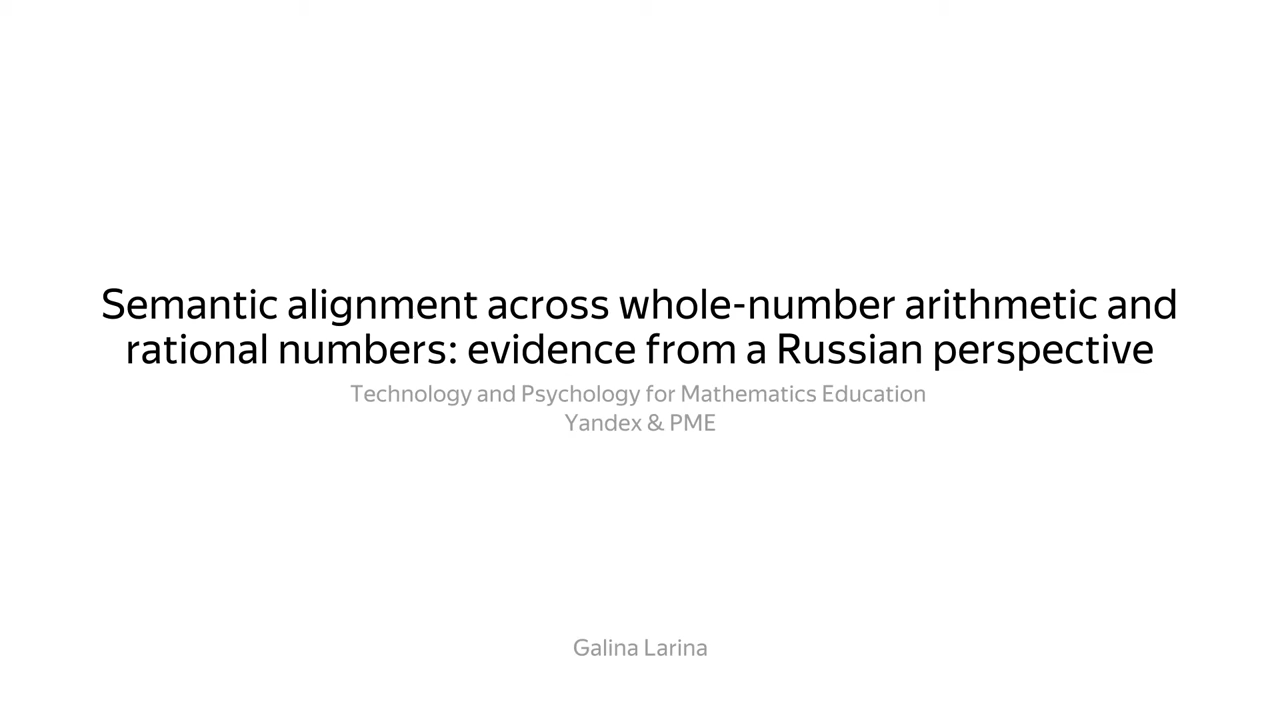 Semantic alignment across whole-number arithmetic and
rational numbers: evidence from a Russian perspective
Technology and Psychology for Mathematics Education
Yandex & PME
Galina Larina